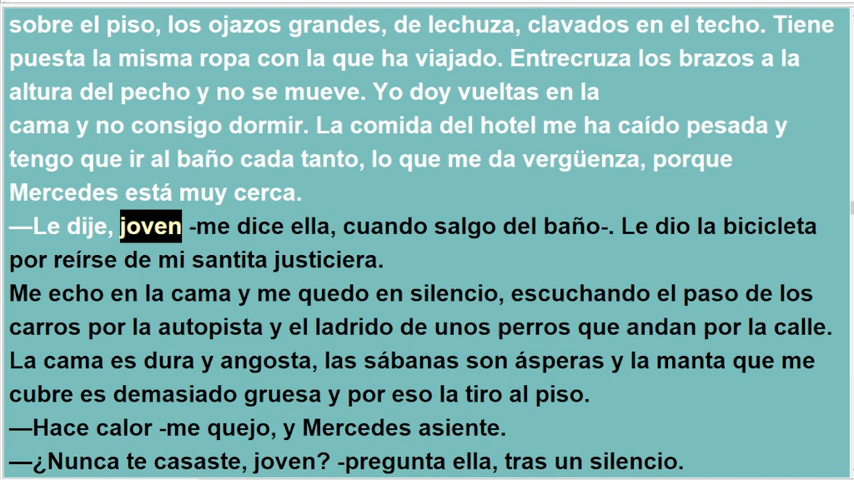 sobre el piso, los ojazos grandes, de lechuza, clavados en el techo. Tiene
puesta la misma ropa con la que ha viajado. Entrecruza los brazos a la
altura del pecho y no se mueve. Yo doy vueltas en la
cama y no consigo dormir. La comida del hotel me ha caído pesada y
tengo que ir al baño cada tanto, lo que me da vergüenza, porque
Mercedes está muy cerca.
—Le dije, joven -me dice ella, cuando salgo del baño-. Le dio la bicicleta
por reírse de mi santita justiciera.
Me echo en la cama y me quedo en silencio, escuchando el paso de los
carros por la autopista y el ladrido de unos perros que andan por la calle.
La cama es dura y angosta, las sábanas son ásperas y la manta que me
cubre es demasiado gruesa y por eso la tiro al piso.
—Hace calor -me quejo, y Mercedes asiente.
—¿Nunca te casaste, joven? -pregunta ella, tras un silencio.